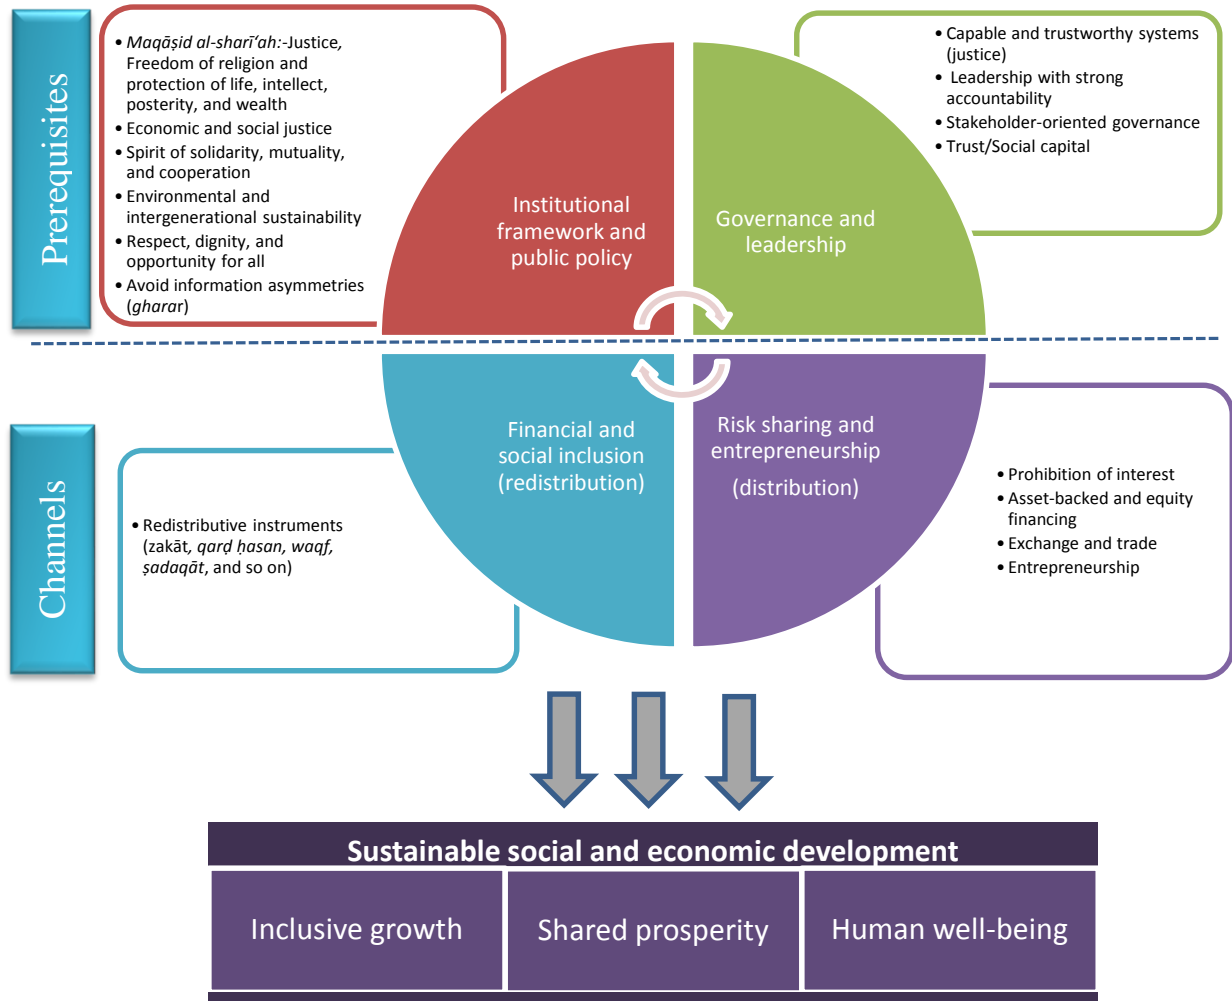 Prerequisites
• Maqāṣid al-sharī‘ah:-Justice,
Freedom of religion and
protection of life, intellect,
posterity, and wealth
• Economic and social justice
• Spirit of solidarity, mutuality,
and cooperation
• Environmental and
intergenerational sustainability
• Respect, dignity, and
opportunity for all
• Avoid information asymmetries
(gharar)
Institutional
framework and
public policy
Governance and
leadership
• Capable and trustworthy systems
(justice)
• Leadership with strong
accountability
• Stakeholder-oriented governance
• Trust/Social capital
Channels
• Redistributive instruments
(zakāt, qarḍ ḥasan, waqf,
ṣadaqāt, and so on)
Financial and
social inclusion
(redistribution)
Risk sharing and
entrepreneurship
(distribution)
• Prohibition of interest
• Asset-backed and equity
financing
• Exchange and trade
• Entrepreneurship
Sustainable social and economic development
Inclusive growth
Shared prosperity
Human well-being